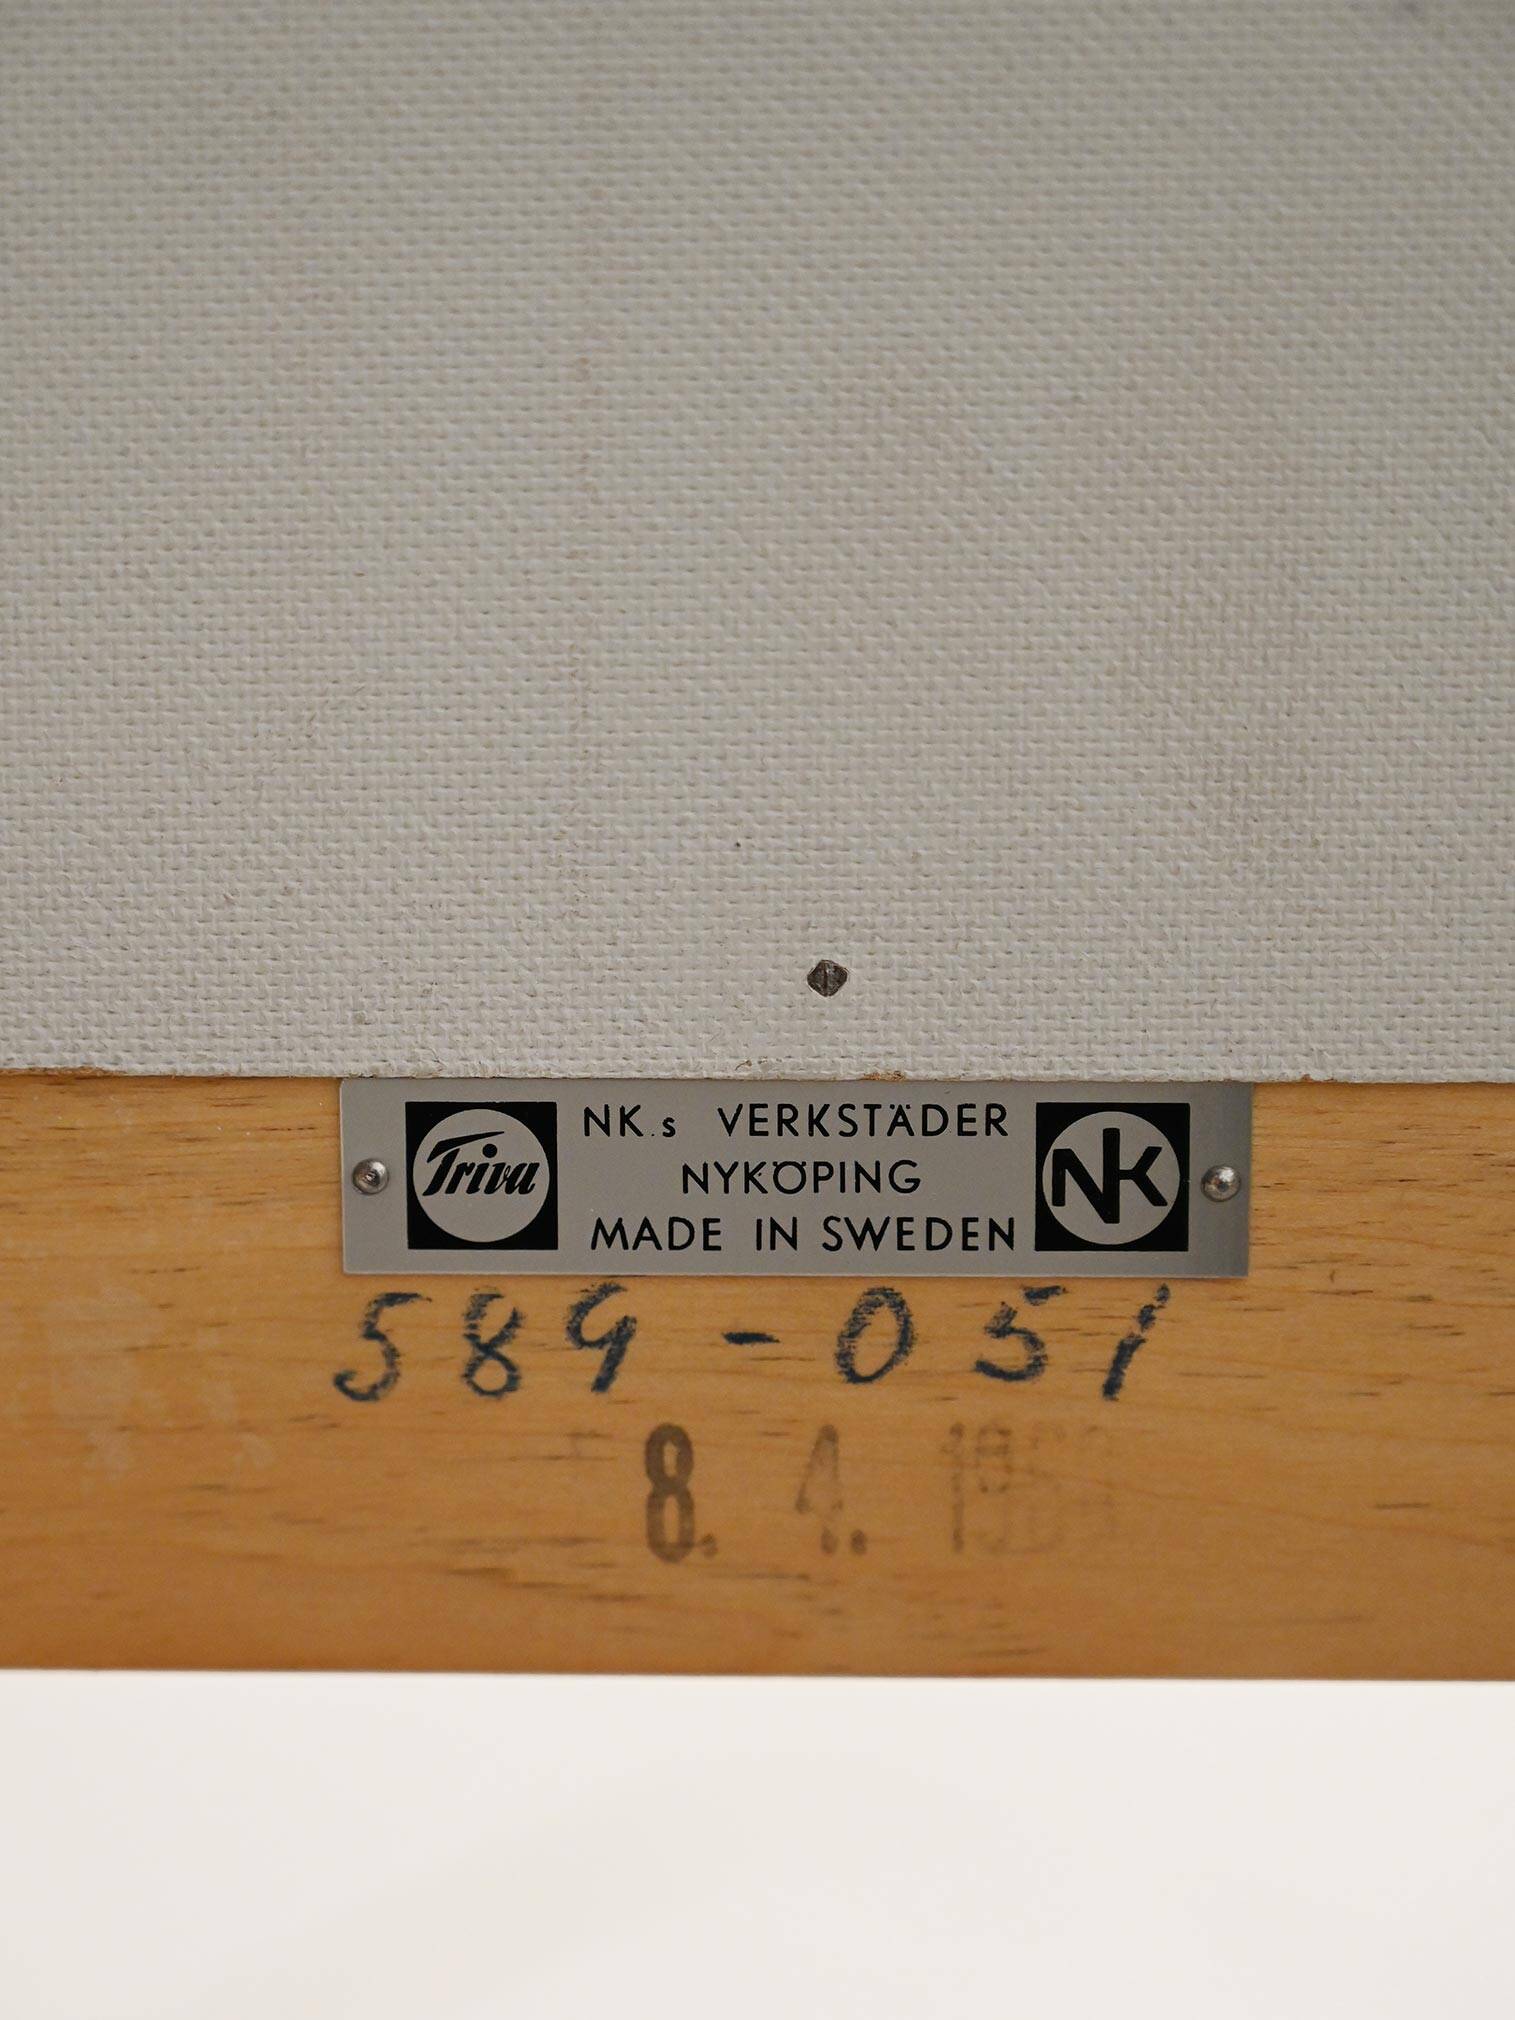 Triva
NK.s VERKSTÄDER
NYKÖPING
MADE IN SWEDEN
NK
589-051
8. 4.